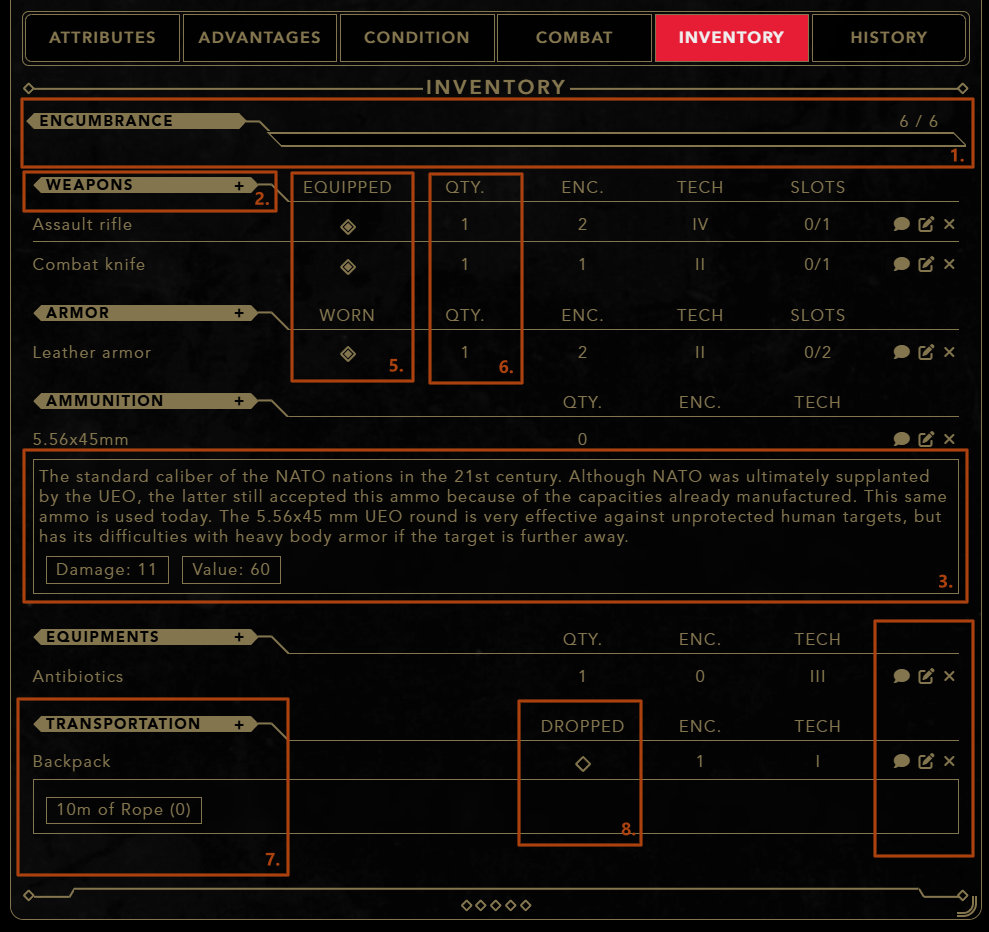 ATTRIBUTES ADVANTAGES CONDITION COMBAT INVENTORY HISTORY
INVENTORY
ENCUMBRANCE 6 / 6
1.
WEAPONS + EQUIPPED QTY. ENC. TECH SLOTS
2.
Assault rifle 1 2 IV 0/1
Combat knife 1 1 II 0/1
ARMOR + WORN QTY. ENC. TECH SLOTS
Leather armor 1 2 II 0/2
5. 6.
AMMUNITION + QTY. ENC. TECH
5.56x45mm 0
The standard caliber of the NATO nations in the 21st century. Although NATO was ultimately supplanted
by the UEO, the latter still accepted this ammo because of the capacities already manufactured. This same
ammo is used today. The 5.56x45 mm UEO round is very effective against unprotected human targets, but
has its difficulties with heavy body armor if the target is further away.
Damage: 11 Value: 60
3.
EQUIPMENTS + QTY. ENC. TECH
Antibiotics 1 0 III
TRANSPORTATION + DROPPED ENC. TECH
Backpack 1 I
10m of Rope (0)
8.
7.